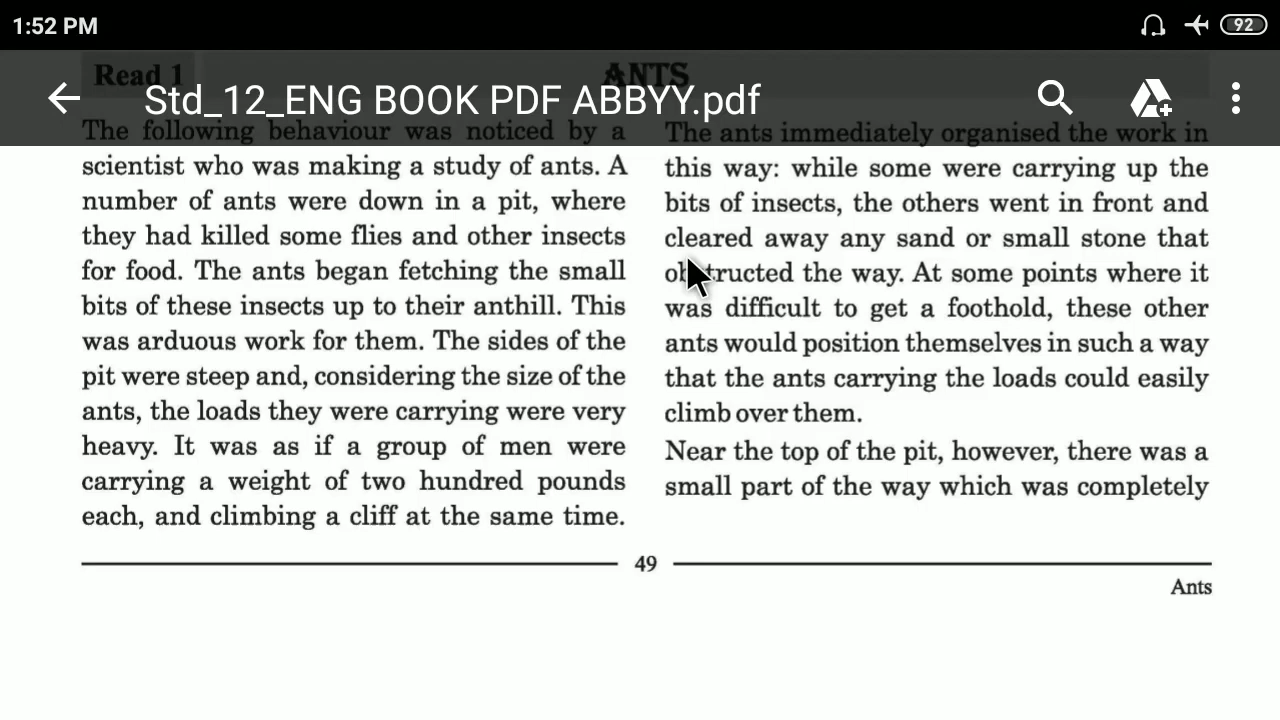 1:52 PM
92
Read 1
ANTS
Std_12_ENG BOOK PDF ABBYY.pdf
The following behaviour was noticed by a
scientist who was making a study of ants. A
number of ants were down in a pit, where
they had killed some flies and other insects
for food. The ants began fetching the small
bits of these insects up to their anthill. This
was arduous work for them. The sides of the
pit were steep and, considering the size of the
ants, the loads they were carrying were very
heavy. It was as if a group of men were
carrying a weight of two hundred pounds
each, and climbing a cliff at the same time.
The ants immediately organised the work in
this way: while some were carrying up the
bits of insects, the others went in front and
cleared away any sand or small stone that
obstructed the way. At some points where it
was difficult to get a foothold, these other
ants would position themselves in such a way
that the ants carrying the loads could easily
climb over them.
Near the top of the pit, however, there was a
small part of the way which was completely
49
Ants